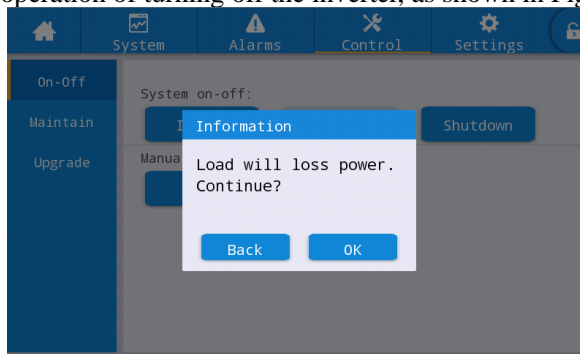 operation of turning off the inverter, as shown in Fig
System Alarms Control Settings
On-Off
System on-off:
Maintain
Shutdown
Information
Upgrade
Manua
Load will loss power.
Continue?
Back OK